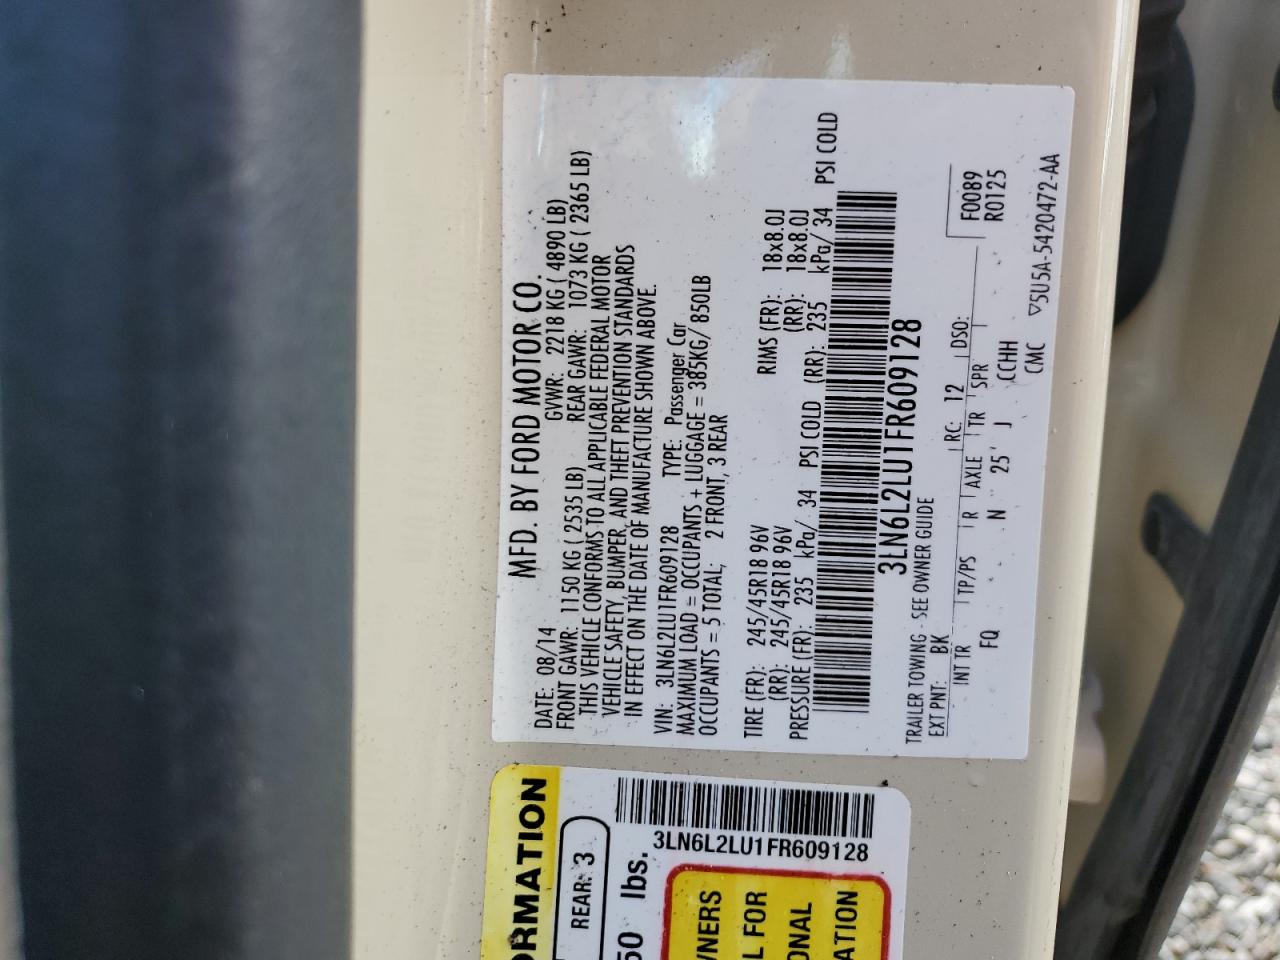 MFD. BY FORD MOTOR CO.
DATE: 08/14 GVWR: 2218 KG ( 4890 LB)
FRONT GAWR: 1150 KG ( 2535 LB) REAR GAWR: 1073 KG ( 2365 LB)
THIS VEHICLE CONFORMS TO ALL APPLICABLE FEDERAL MOTOR
VEHICLE SAFETY, BUMPER, AND THEFT PREVENTION STANDARDS
IN EFFECT ON THE DATE OF MANUFACTURE SHOWN ABOVE.
VIN: 3LN6L2LU1FR609128 TYPE: Passenger Car
MAXIMUM LOAD = OCCUPANTS + LUGGAGE = 385KG/ 850LB
OCCUPANTS = 5 TOTAL; 2 FRONT, 3 REAR
TIRE (FR): 245/45R18 96V RIMS (FR): 18x8.0J
(RR): 245/45R18 96V (RR): 18x8.0J
PRESSURE (FR): 235 kPa/ 34 PSI COLD (RR): 235 kPa/ 34 PSI COLD
3LN6L2LU1FR609128
TRAILER TOWING - SEE OWNER GUIDE
EXT PNT: BK RC: 12 DSO: F0089
R0125
INT TR TP/PS R AXLE TR SPR
FQ N 25 J CCHH
CMC
▽5U5A-5420472-AA
ORMATION
REAR: 3
50 lbs.
3LN6L2LU1FR609128
WNERS
L FOR
ONAL
ATION